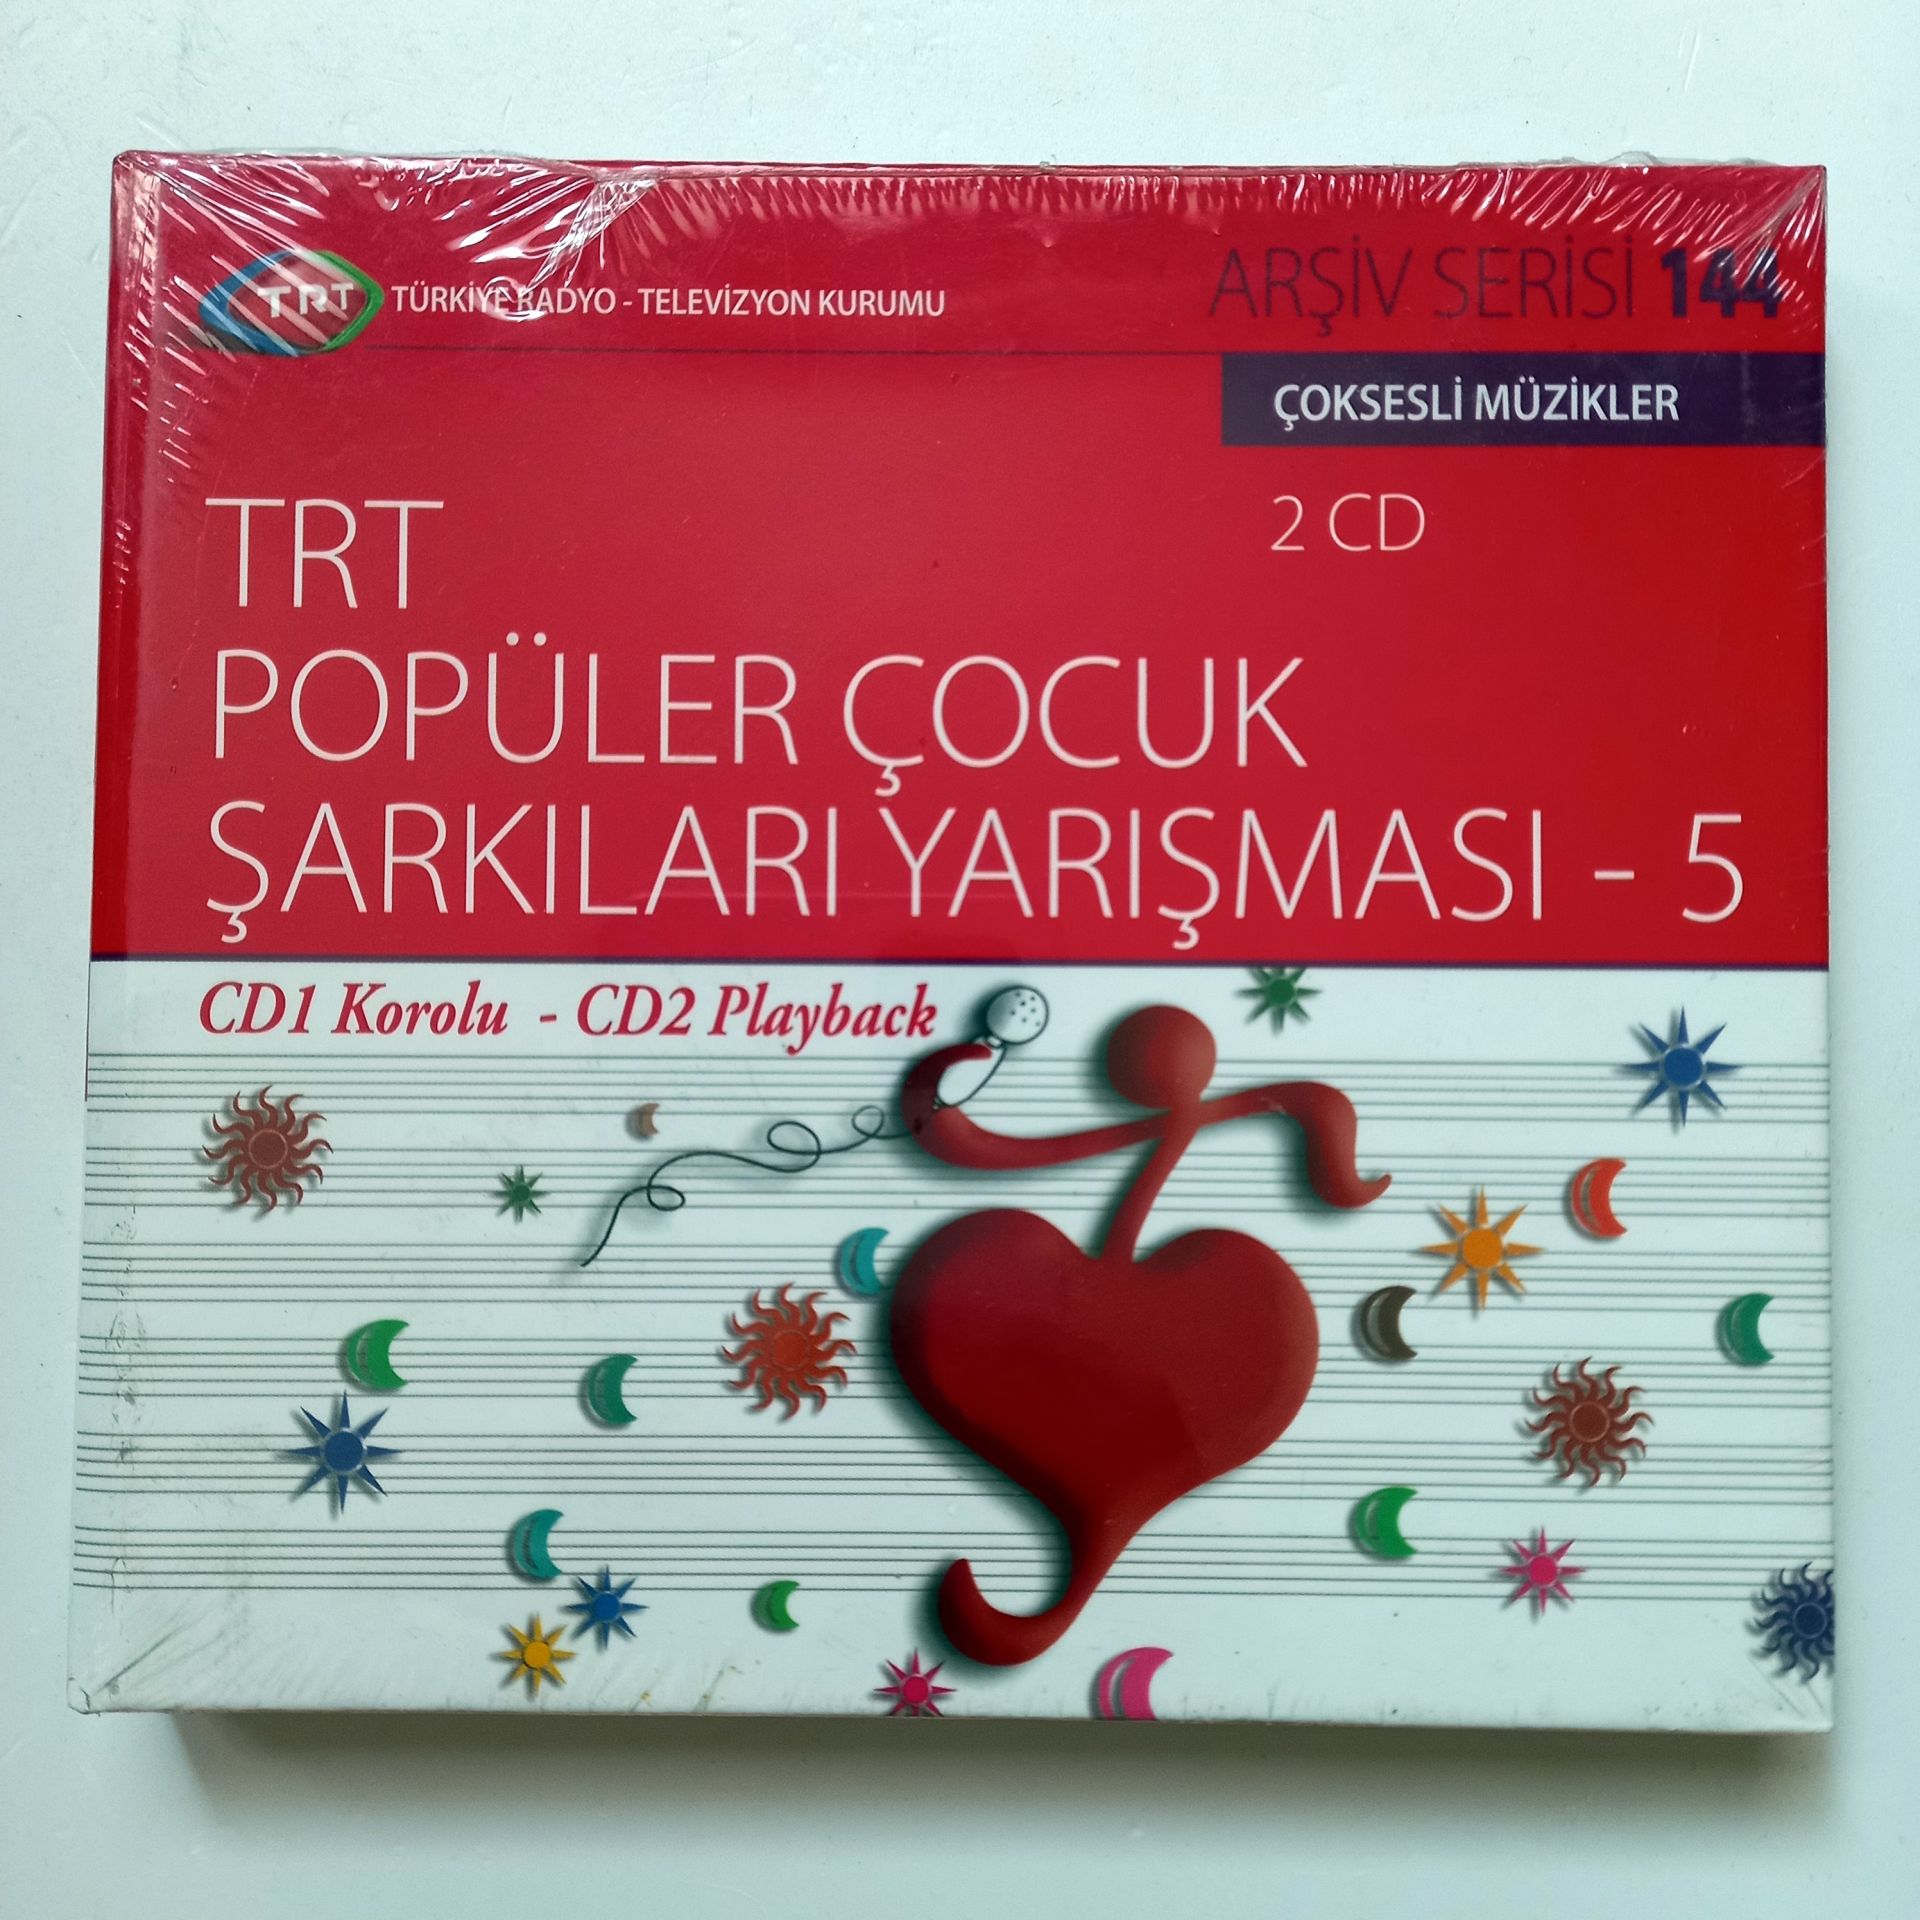 TRT TÜRKİYE RADYO - TELEVİZYON KURUMU
ARŞİV SERİSİ 144
ÇOKSESLİ MÜZİKLER
2 CD
TRT
POPÜLER ÇOCUK
ŞARKILARI YARIŞMASI - 5
CD1 Korolu - CD2 Playback